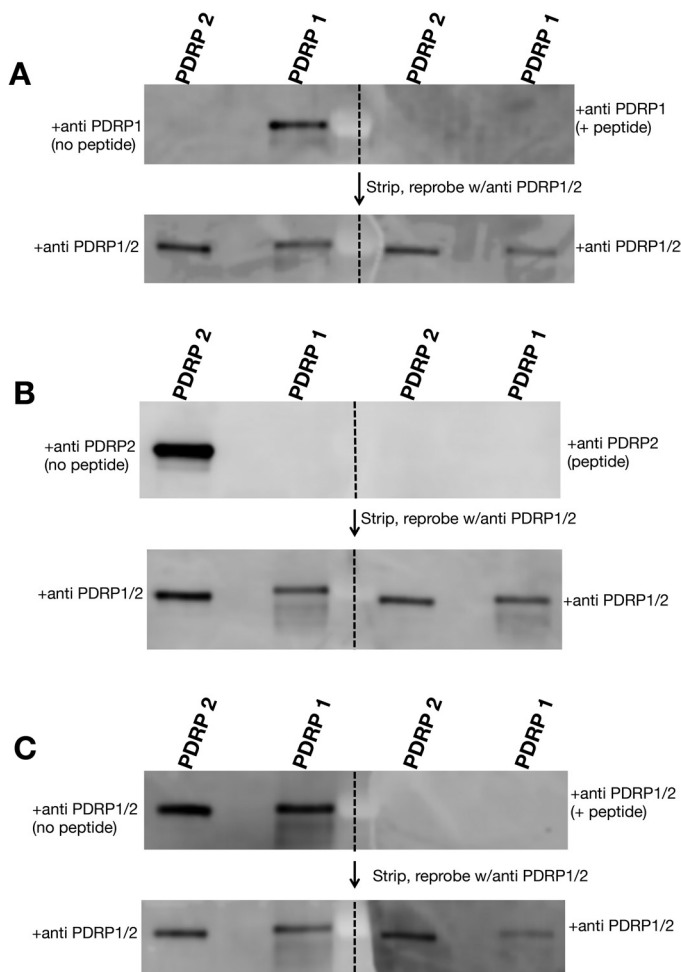 PDRP 2 PDRP 1 PDRP 2 PDRP 1
A
+anti PDRP1
(no peptide)
+anti PDRP1
(+ peptide)
Strip, reprobe w/anti PDRP1/2
+anti PDRP1/2
+anti PDRP1/2
PDRP 2 PDRP 1 PDRP 2 PDRP 1
B
+anti PDRP2
(no peptide)
+anti PDRP2
(peptide)
Strip, reprobe w/anti PDRP1/2
+anti PDRP1/2
+anti PDRP1/2
PDRP 2 PDRP 1 PDRP 2 PDRP 1
C
+anti PDRP1/2
(no peptide)
+anti PDRP1/2
(+ peptide)
Strip, reprobe w/anti PDRP1/2
+anti PDRP1/2
+anti PDRP1/2